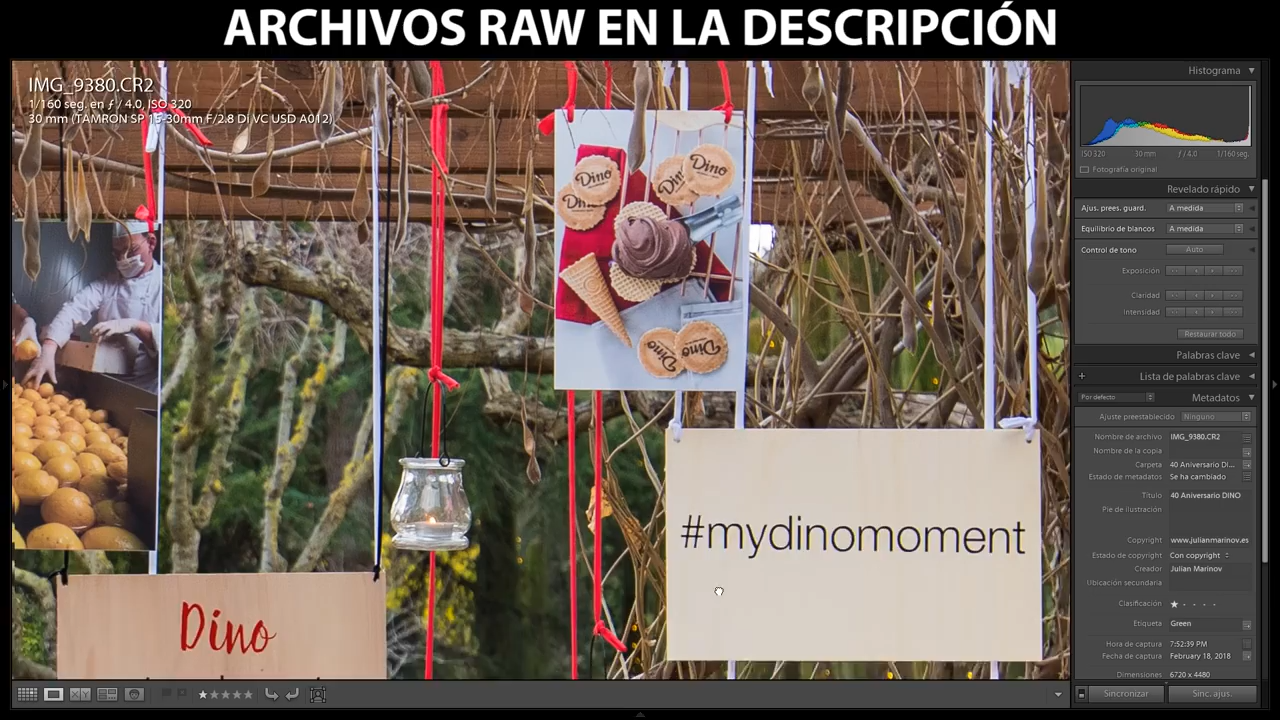 ARCHIVOS RAW EN LA DESCRIPCIÓN
IMG_9380.CR2
1/160 seg. en ƒ / 4.0, ISO 320
30 mm (TAMRON SP 15-30mm F/2.8 Di VC USD A012)
Dino
Dino
Dino
Dino
Dino
Dino
#mydinomoment
Dino
Histograma
ISO 320 30 mm ƒ / 4.0 1/160 seg.
Fotografía original
Revelado rápido
Ajus. prees. guard. A medida
Equilibrio de blancos A medida
Control de tono Auto
Exposición
Claridad
Intensidad
Restaurar todo
Palabras clave
+ Lista de palabras clave
Por defecto Metadatos
Ajuste preestablecido Ninguno
Nombre de archivo IMG_9380.CR2
Nombre de la copia
Carpeta 40 Aniversario Di...
Estado de metadatos Se ha cambiado
Título 40 Aniversario DINO
Pie de ilustración
Copyright www.julianmarinov.es
Estado de copyright Con copyright
Creador Julian Marinov
Ubicación secundaria
Clasificación ★ · · · ·
Etiqueta Green
Hora de captura 7:52:39 PM
Fecha de captura February 18, 2018
Dimensiones 6720 x 4480
XY
Sincronizar Sinc. ajus.